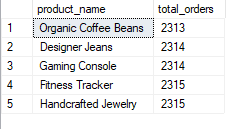 product_name total_orders
1 Organic Coffee Beans 2313
2 Designer Jeans 2314
3 Gaming Console 2314
4 Fitness Tracker 2315
5 Handcrafted Jewelry 2315